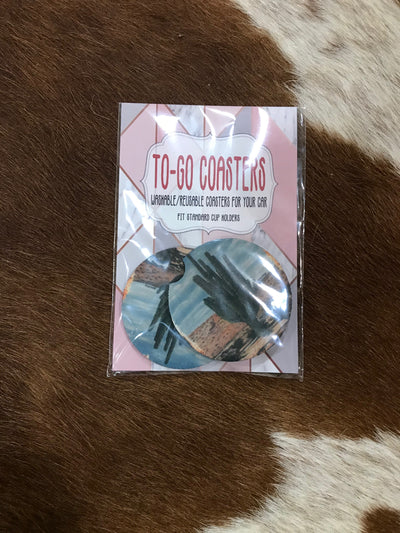 TO-GO COASTERS
WASHABLE/REUSABLE COASTERS FOR YOUR CAR
FIT STANDARD CUP HOLDERS